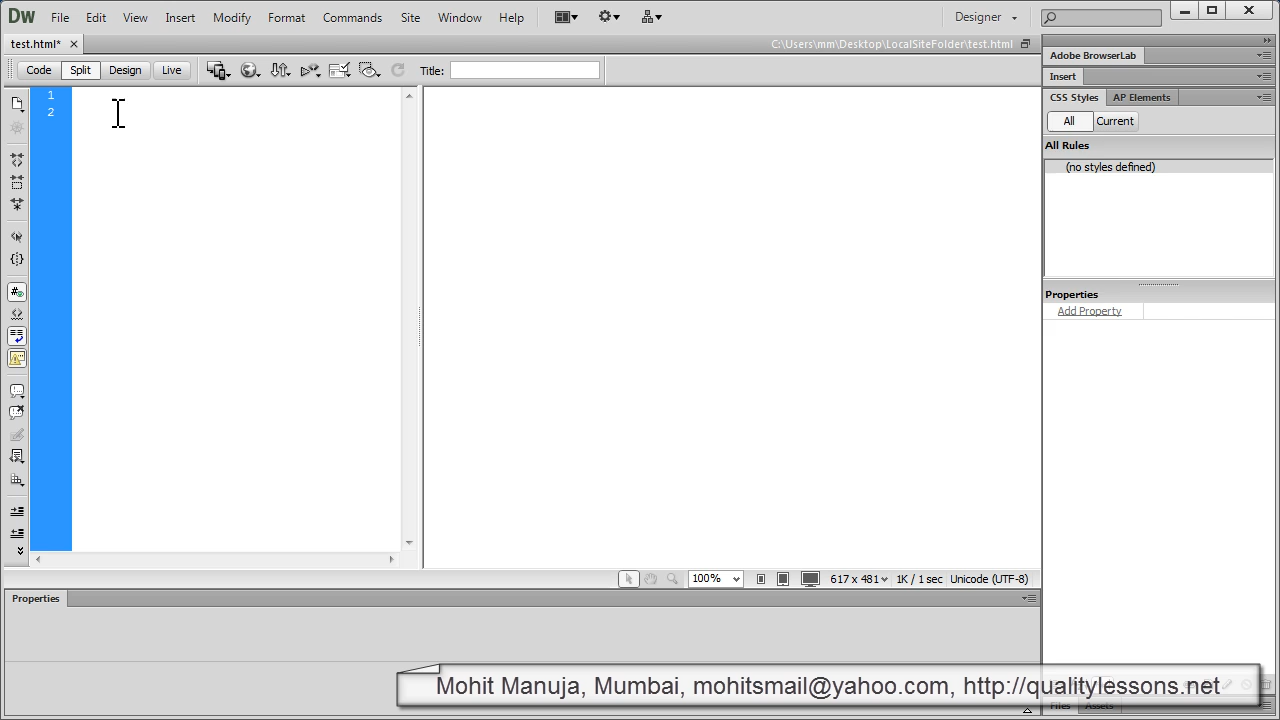 Dw File Edit View Insert Modify Format Commands Site Window Help Designer
test.html* C:\Users\mm\Desktop\LocalSiteFolder\test.html
Code Split Design Live Title:
1
2
Adobe BrowserLab
Insert
CSS Styles AP Elements
All Current
All Rules
(no styles defined)
Properties
Add Property
100% 617 x 481 1K / 1 sec Unicode (UTF-8)
Properties
Mohit Manuja, Mumbai, mohitsmail@yahoo.com, http://qualitylessons.net
Files Assets